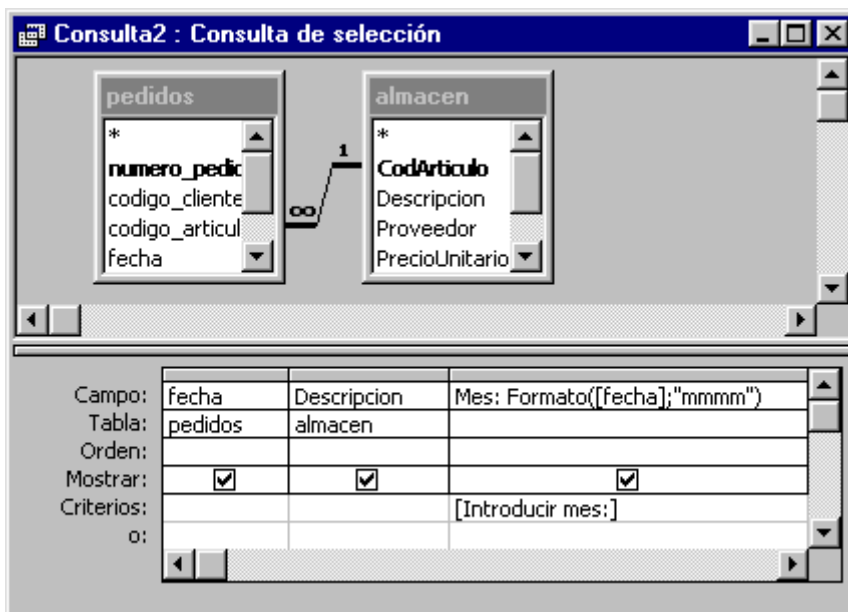 Consulta2 : Consulta de selección
pedidos
*
numero_pedic
codigo_cliente
codigo_articul
fecha
1
∞
almacen
*
CodArticulo
Descripcion
Proveedor
PrecioUnitario
Campo: fecha Descripcion Mes: Formato([fecha];"mmmm")
Tabla: pedidos almacen
Orden:
Mostrar:
Criterios: [Introducir mes:]
o: